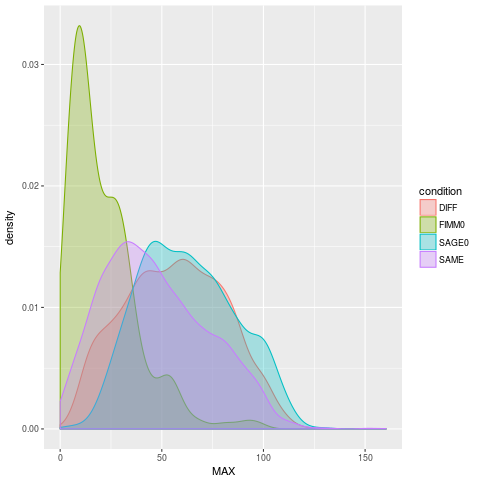 0.03
0.02
0.01
0.00
density
0
50
100
150
MAX
condition
DIFF
FIMM0
SAGE0
SAME